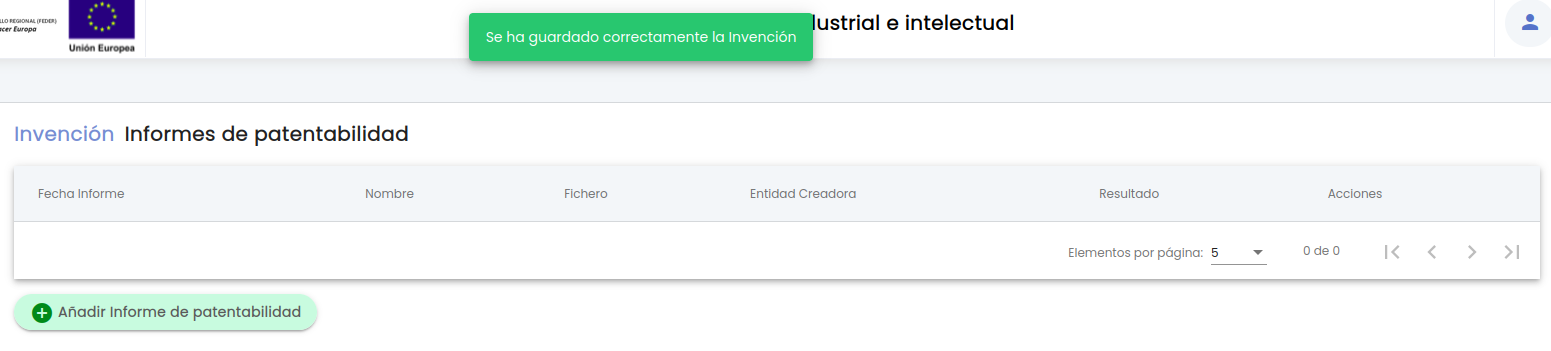 LLO REGIONAL (FEDER)
acer Europa
Unión Europea
Se ha guardado correctamente la Invención
dustrial e intelectual
Invención Informes de patentabilidad
Fecha Informe Nombre Fichero Entidad Creadora Resultado Acciones
Elementos por página: 5 0 de 0
Añadir Informe de patentabilidad